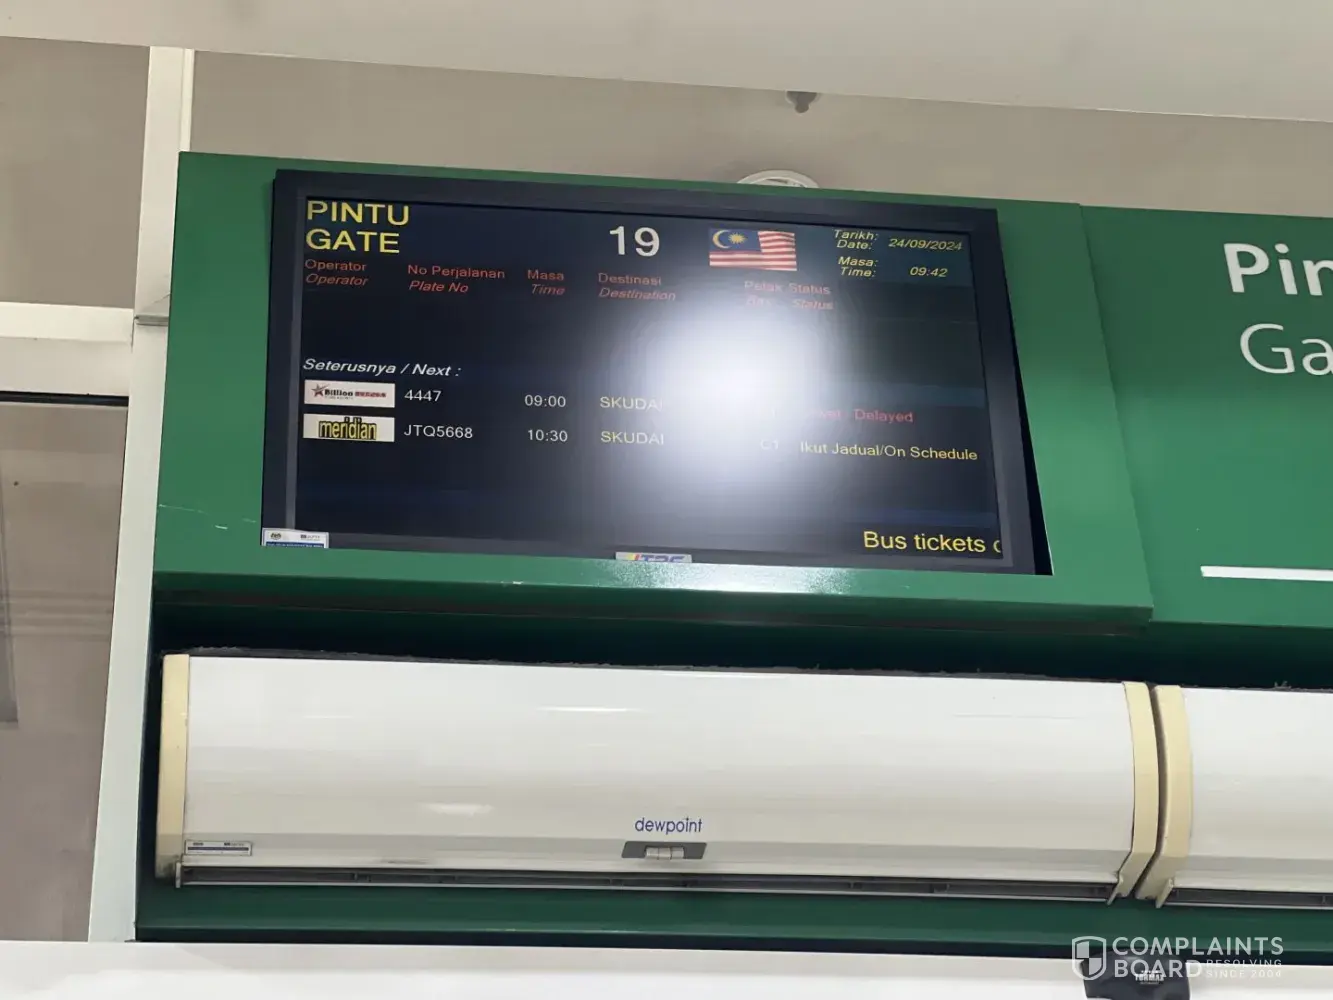 PINTU
GATE
19
Tarikh:
Date: 24/09/2024
Masa:
Time: 09:42
Operator No Perjalanan Masa Destinasi Pelax Status
Operator Plate No Time Destination Bay Status
Seterusnya / Next :
Billion 4447 09:00 SKUDAI Delayed
meridian JTQ5668 10:30 SKUDAI C1 Ikut Jadual/On Schedule
Bus tickets
Pin
Ga
dewpoint
COMPLAINTS
BOARD RESOLVING
SINCE 2004